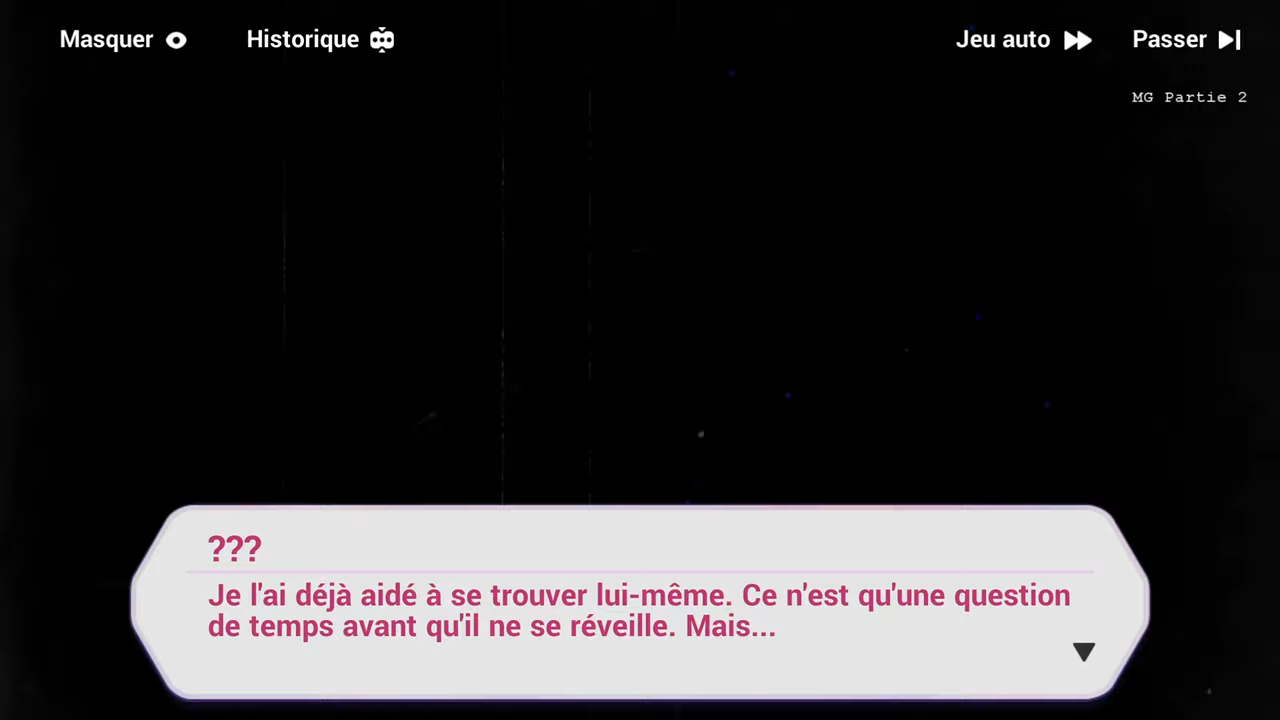 Masquer
Historique
Jeu auto
Passer
MG Partie 2
???
Je l'ai déjà aidé à se trouver lui-même. Ce n'est qu'une question
de temps avant qu'il ne se réveille. Mais...